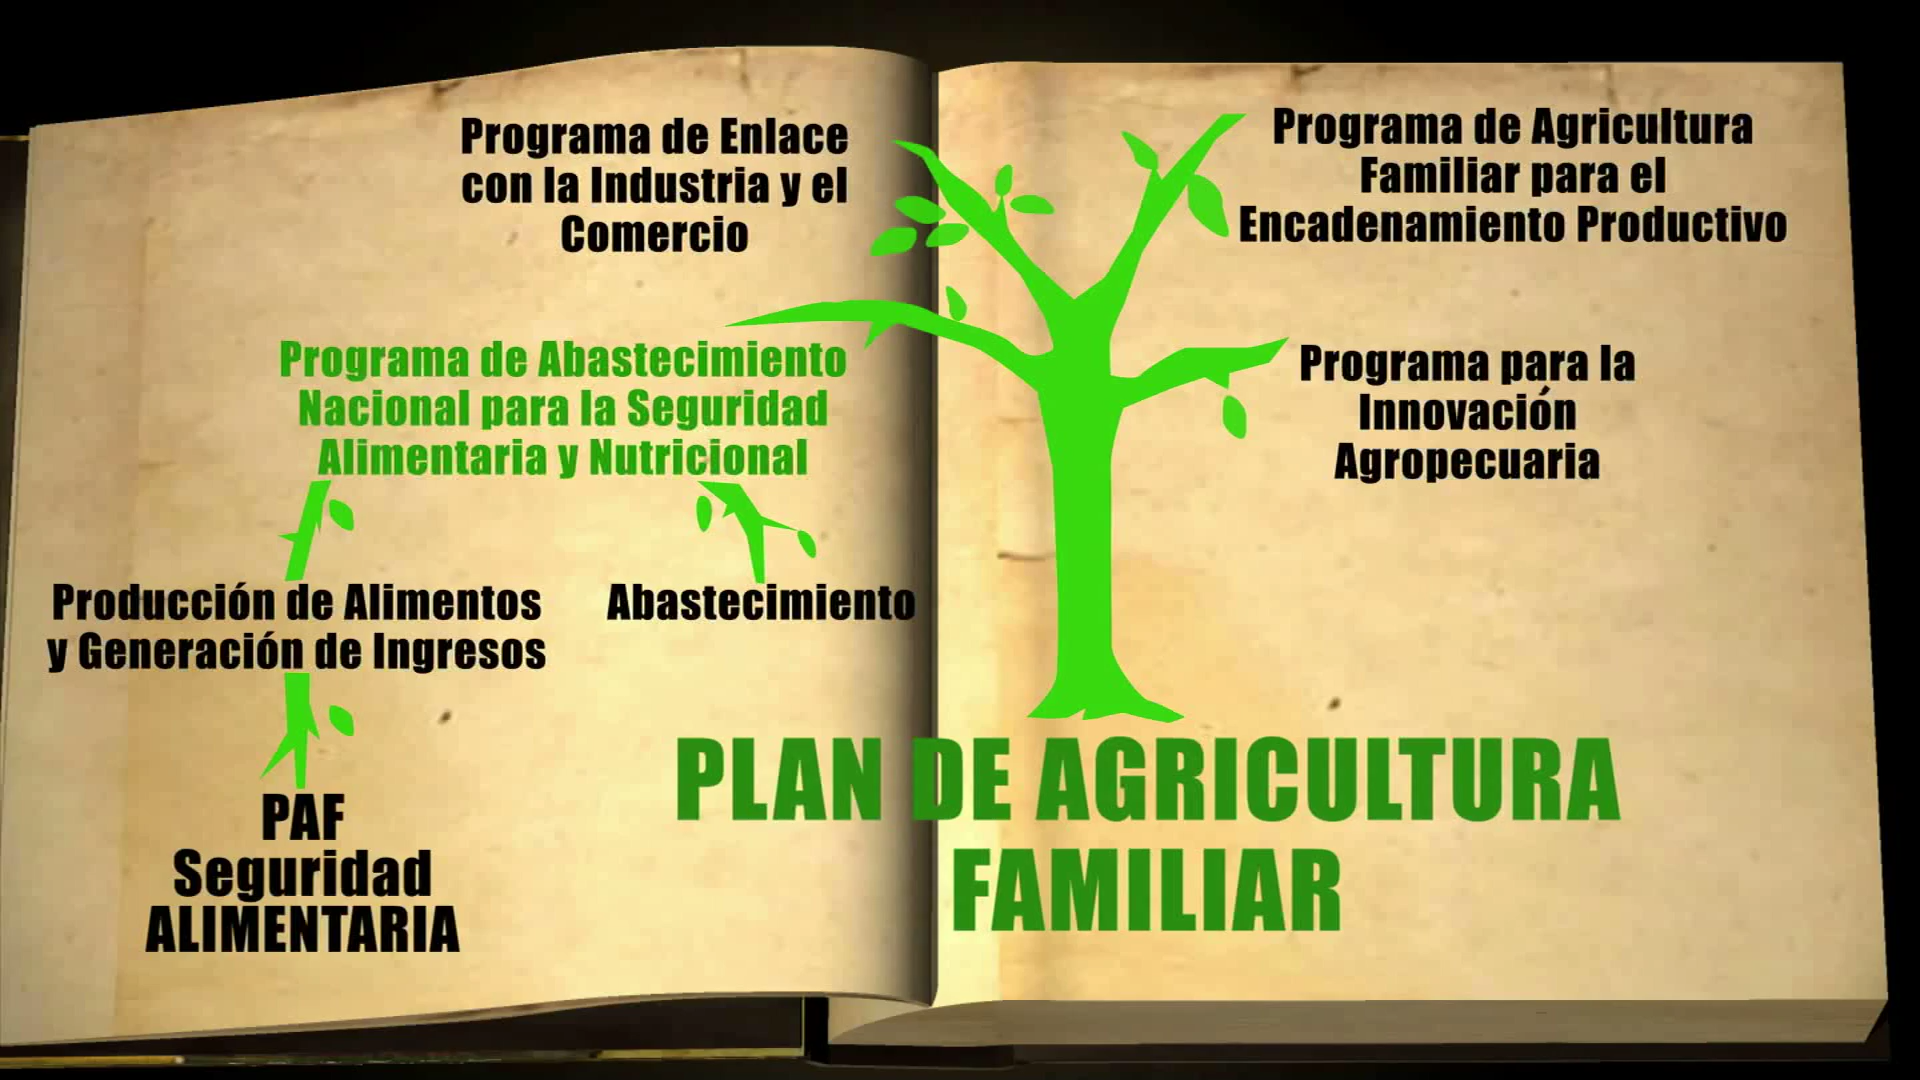 Programa de Enlace
con la Industria y el
Comercio
Programa de Agricultura
Familiar para el
Encadenamiento Productivo
Programa de Abastecimiento
Nacional para la Seguridad
Alimentaria y Nutricional
Programa para la
Innovación
Agropecuaria
Producción de Alimentos
y Generación de Ingresos
Abastecimiento
PAF
Seguridad
ALIMENTARIA
PLAN DE AGRICULTURA
FAMILIAR